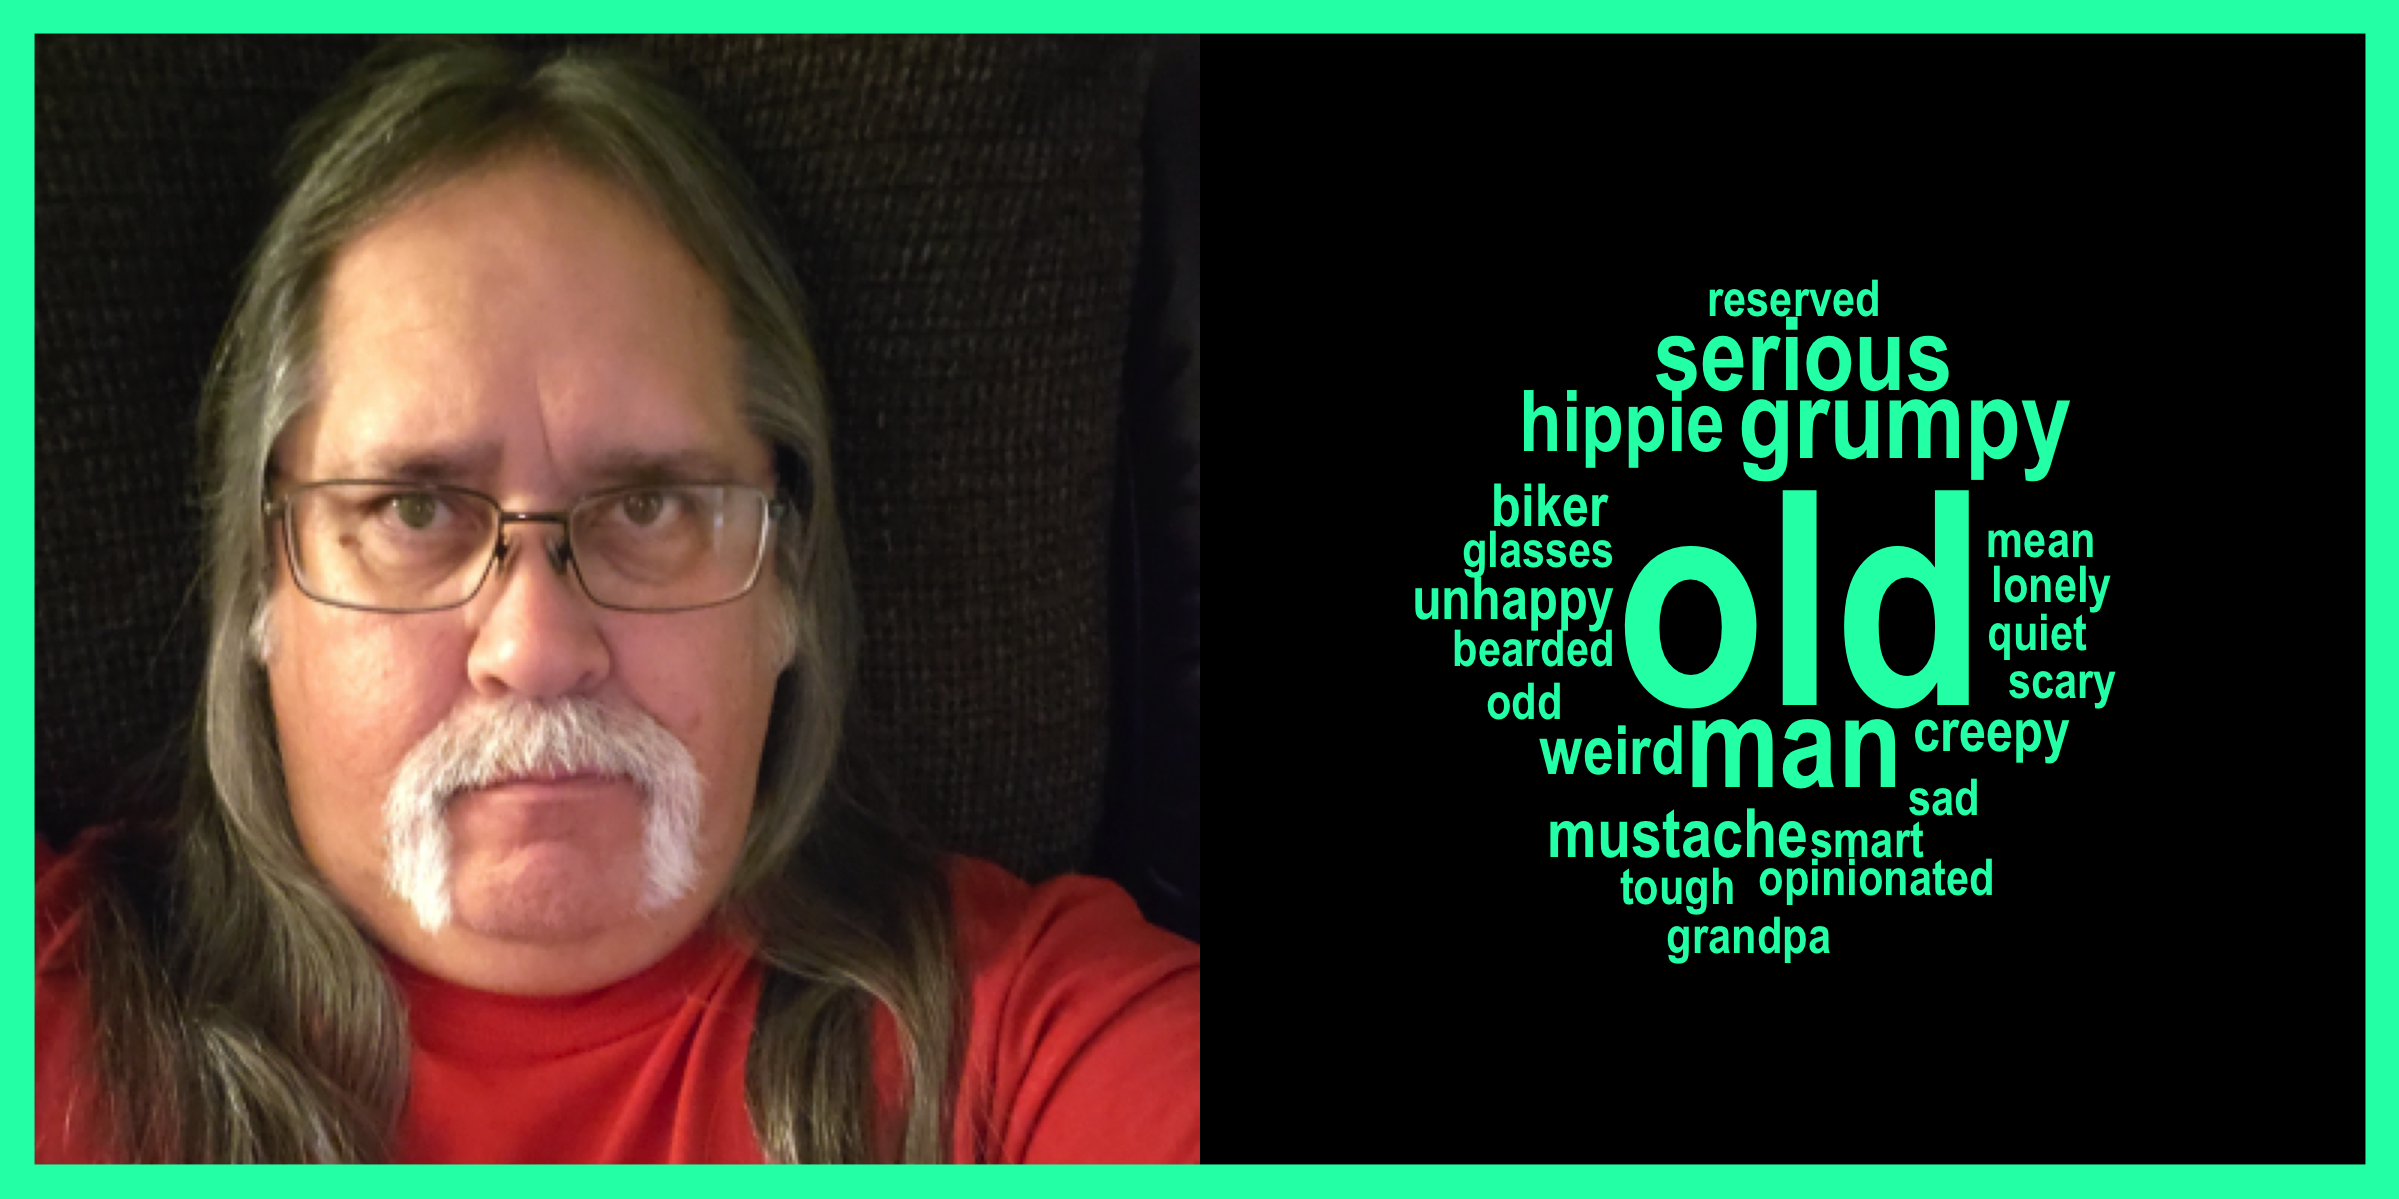 reserved
serious
hippie grumpy
biker
glasses
unhappy
bearded
odd
old
mean
lonely
quiet
scary
weird man creepy
sad
mustache smart
tough opinionated
grandpa